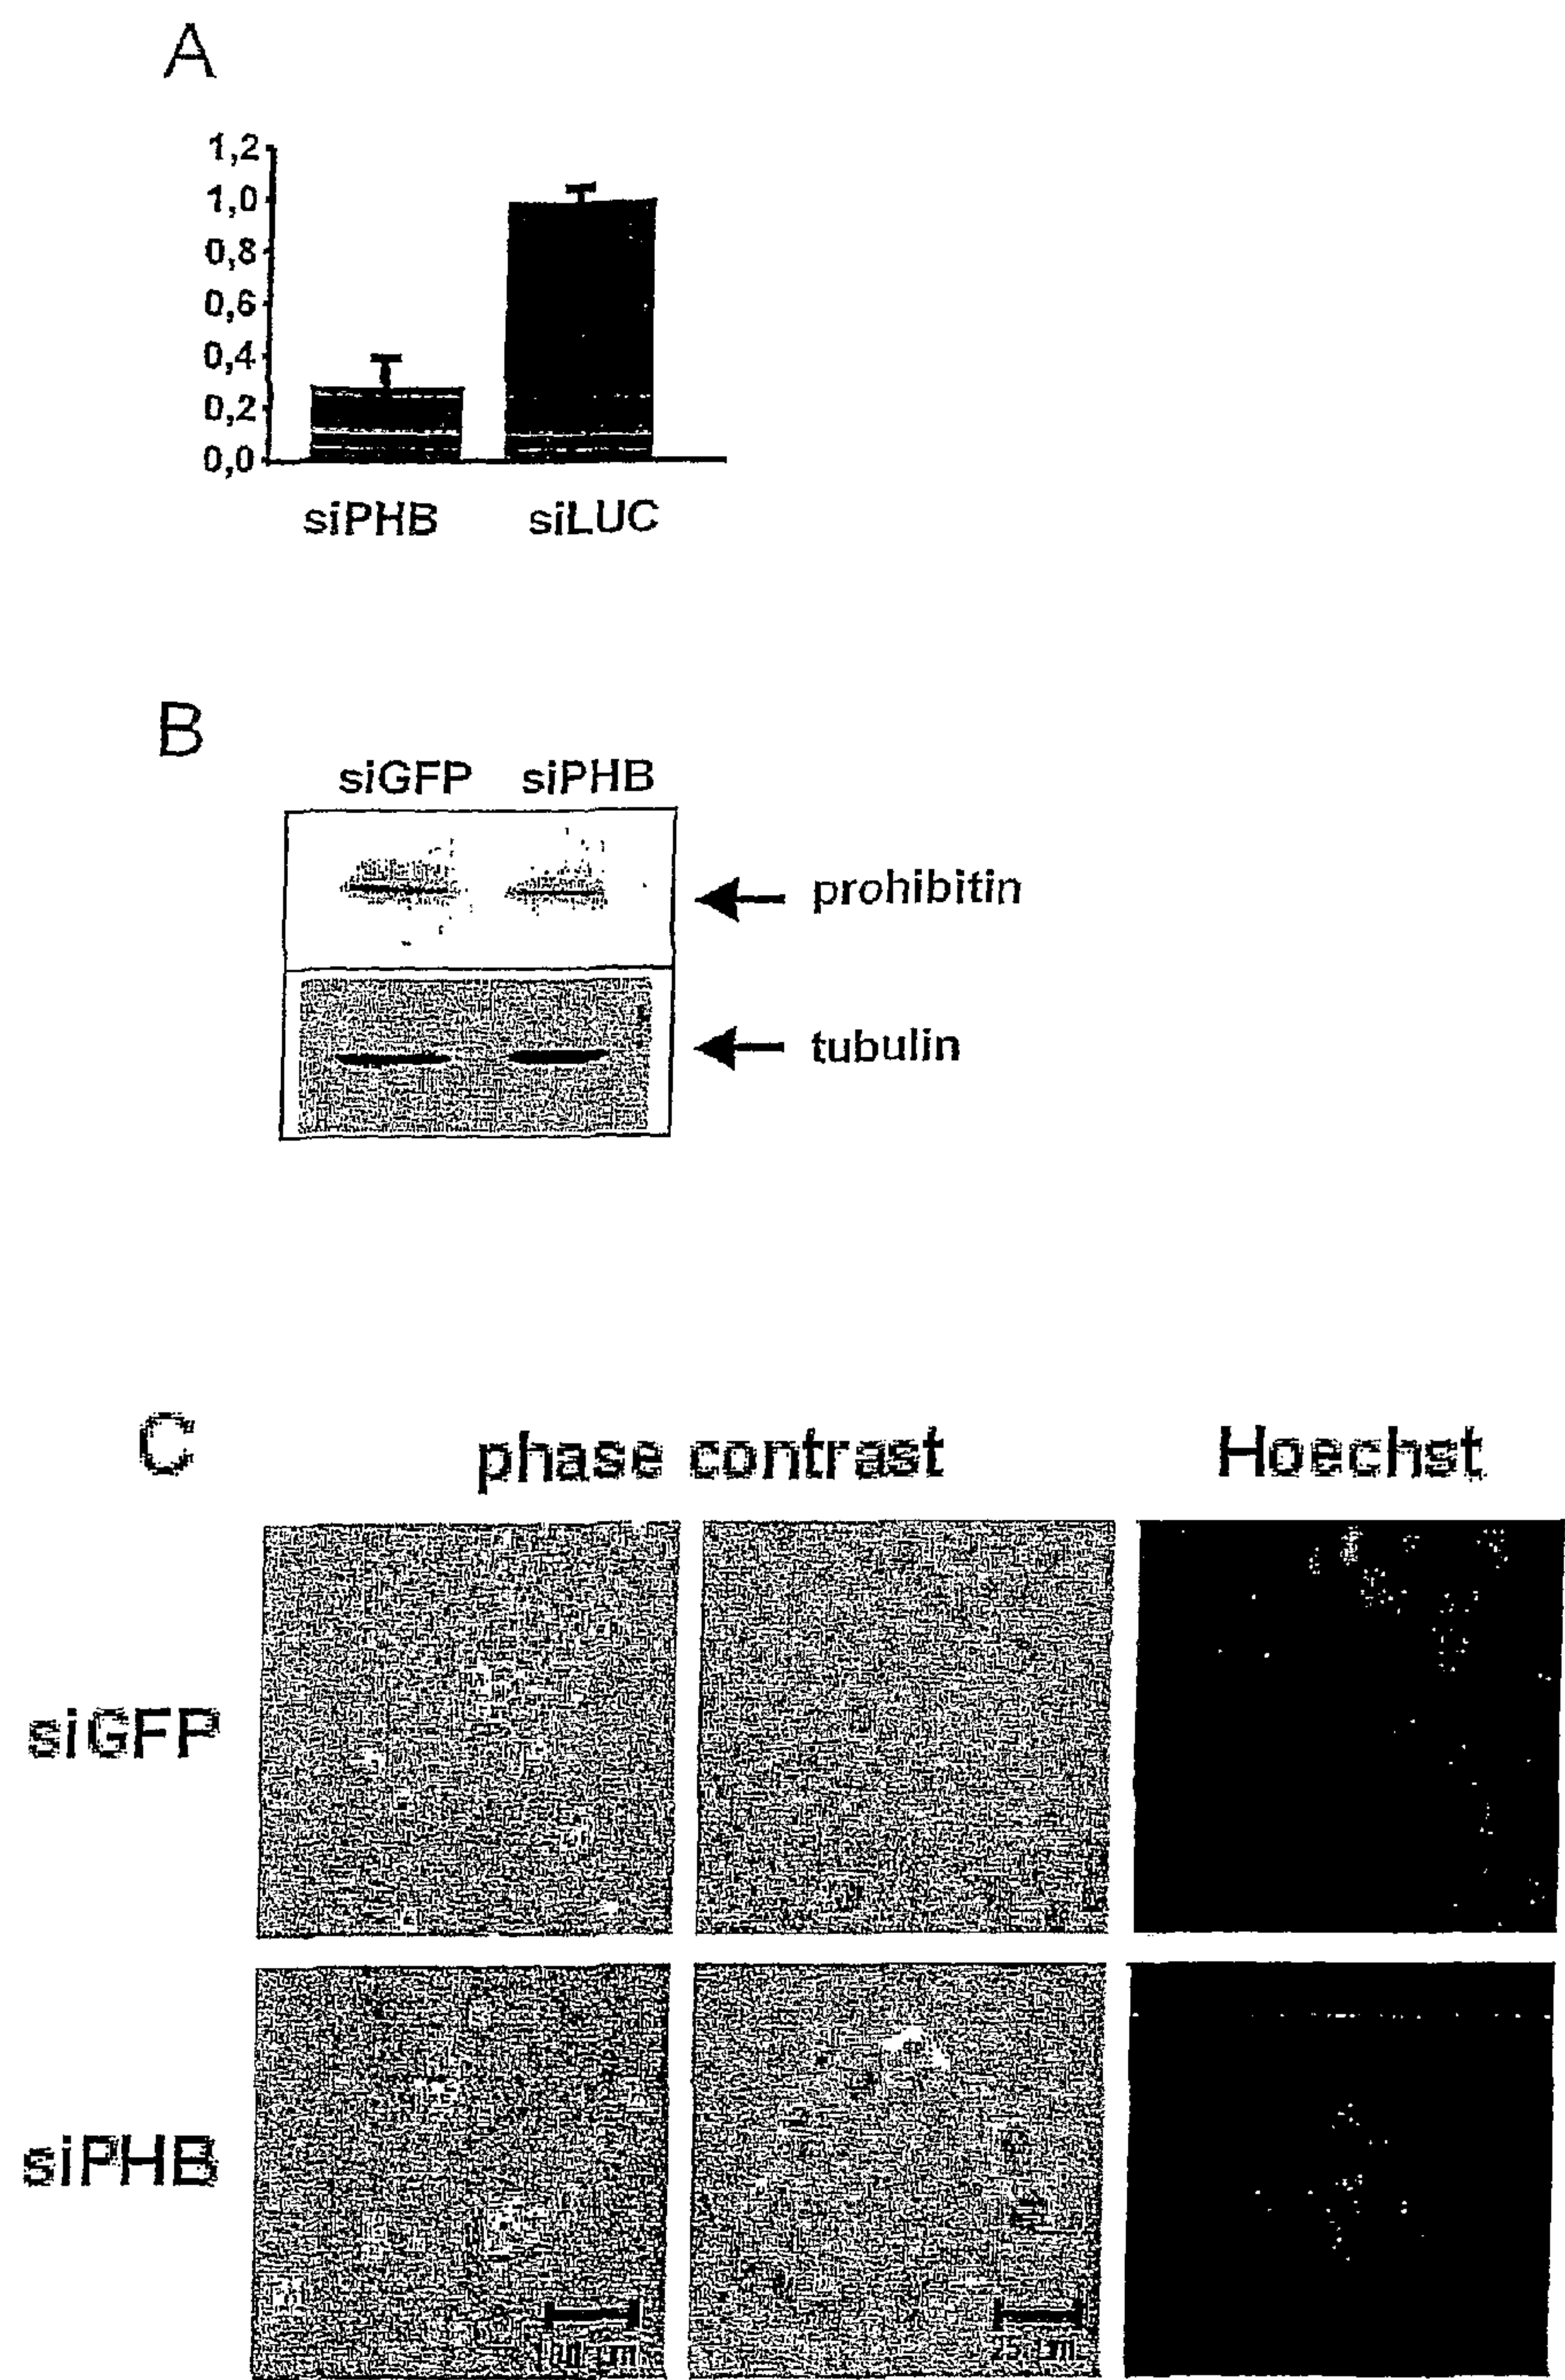 A
1,2
1,0
0,8
0,6
0,4
0,2
0,0
siPHB siLUC
B
siGFP siPHB
prohibitin
tubulin
C
phase contrast Hoechst
siGFP
siPHB